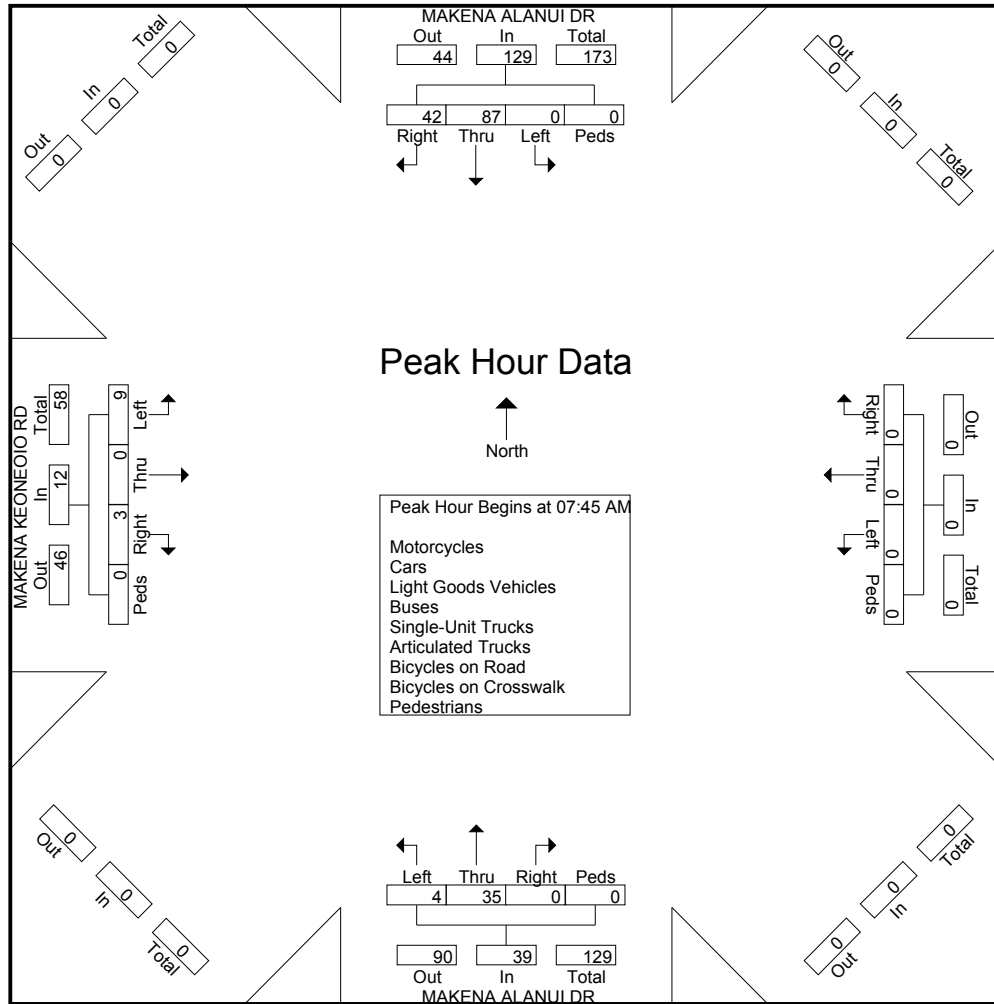 MAKENA ALANUI DR
Out In Total
44 129 173
42 87 0 0
Right Thru Left Peds
Out In Total
0 0 0
Out In Total
0 0 0
MAKENA KEONEOIO RD
Out In Total
46 12 58
Left Thru Right Peds
9 0 3 0
Peak Hour Data
North
Peak Hour Begins at 07:45 AM
Motorcycles
Cars
Light Goods Vehicles
Buses
Single-Unit Trucks
Articulated Trucks
Bicycles on Road
Bicycles on Crosswalk
Pedestrians
Right Thru Left Peds
0 0 0 0
Out In Total
0 0 0
0 0 0
Out In Total
Left Thru Right Peds
4 35 0 0
90 39 129
Out In Total
MAKENA ALANUI DR
0 0 0
Out In Total